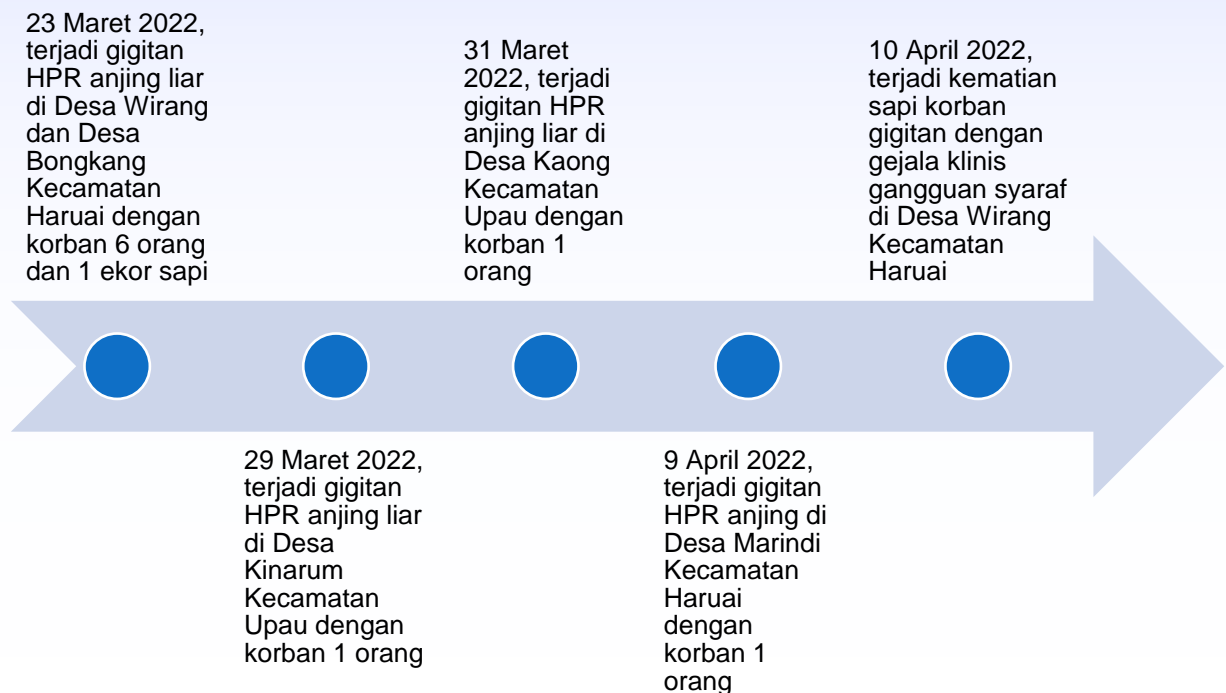 23 Maret 2022,
terjadi gigitan
HPR anjing liar
di Desa Wirang
dan Desa
Bongkang
Kecamatan
Haruai dengan
korban 6 orang
dan 1 ekor sapi
29 Maret 2022,
terjadi gigitan
HPR anjing liar
di Desa
Kinarum
Kecamatan
Upau dengan
korban 1 orang
31 Maret
2022, terjadi
gigitan HPR
anjing liar di
Desa Kaong
Kecamatan
Upau dengan
korban 1
orang
9 April 2022,
terjadi gigitan
HPR anjing di
Desa Marindi
Kecamatan
Haruai
dengan
korban 1
orang
10 April 2022,
terjadi kematian
sapi korban
gigitan dengan
gejala klinis
gangguan syaraf
di Desa Wirang
Kecamatan
Haruai